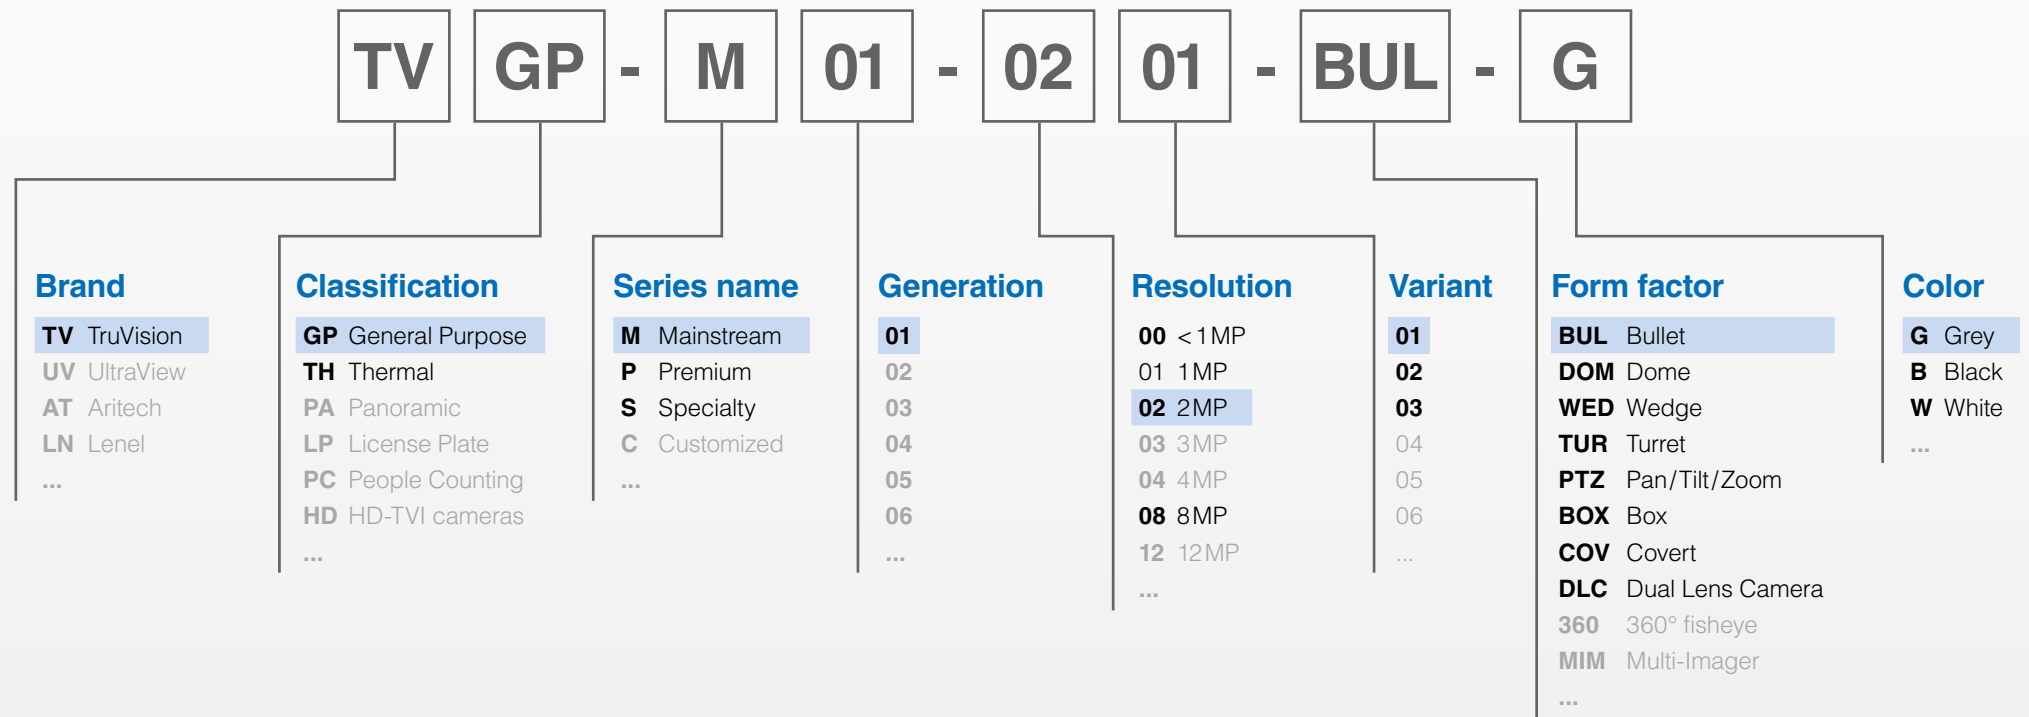 TV GP - M 01 - 02 01 - BUL - G
Brand
TV TruVision
UV UltraView
AT Aritech
LN Lenel
...
Classification
GP General Purpose
TH Thermal
PA Panoramic
LP License Plate
PC People Counting
HD HD-TVI cameras
...
Series name
M Mainstream
P Premium
S Specialty
C Customized
...
Generation
01
02
03
04
05
06
...
Resolution
00 <1MP
01 1MP
02 2MP
03 3MP
04 4MP
08 8MP
12 12MP
...
Variant
01
02
03
04
05
06
...
Form factor
BUL Bullet
DOM Dome
WED Wedge
TUR Turret
PTZ Pan/Tilt/Zoom
BOX Box
COV Covert
DLC Dual Lens Camera
360 360° fisheye
MIM Multi-Imager
...
Color
G Grey
B Black
W White
...